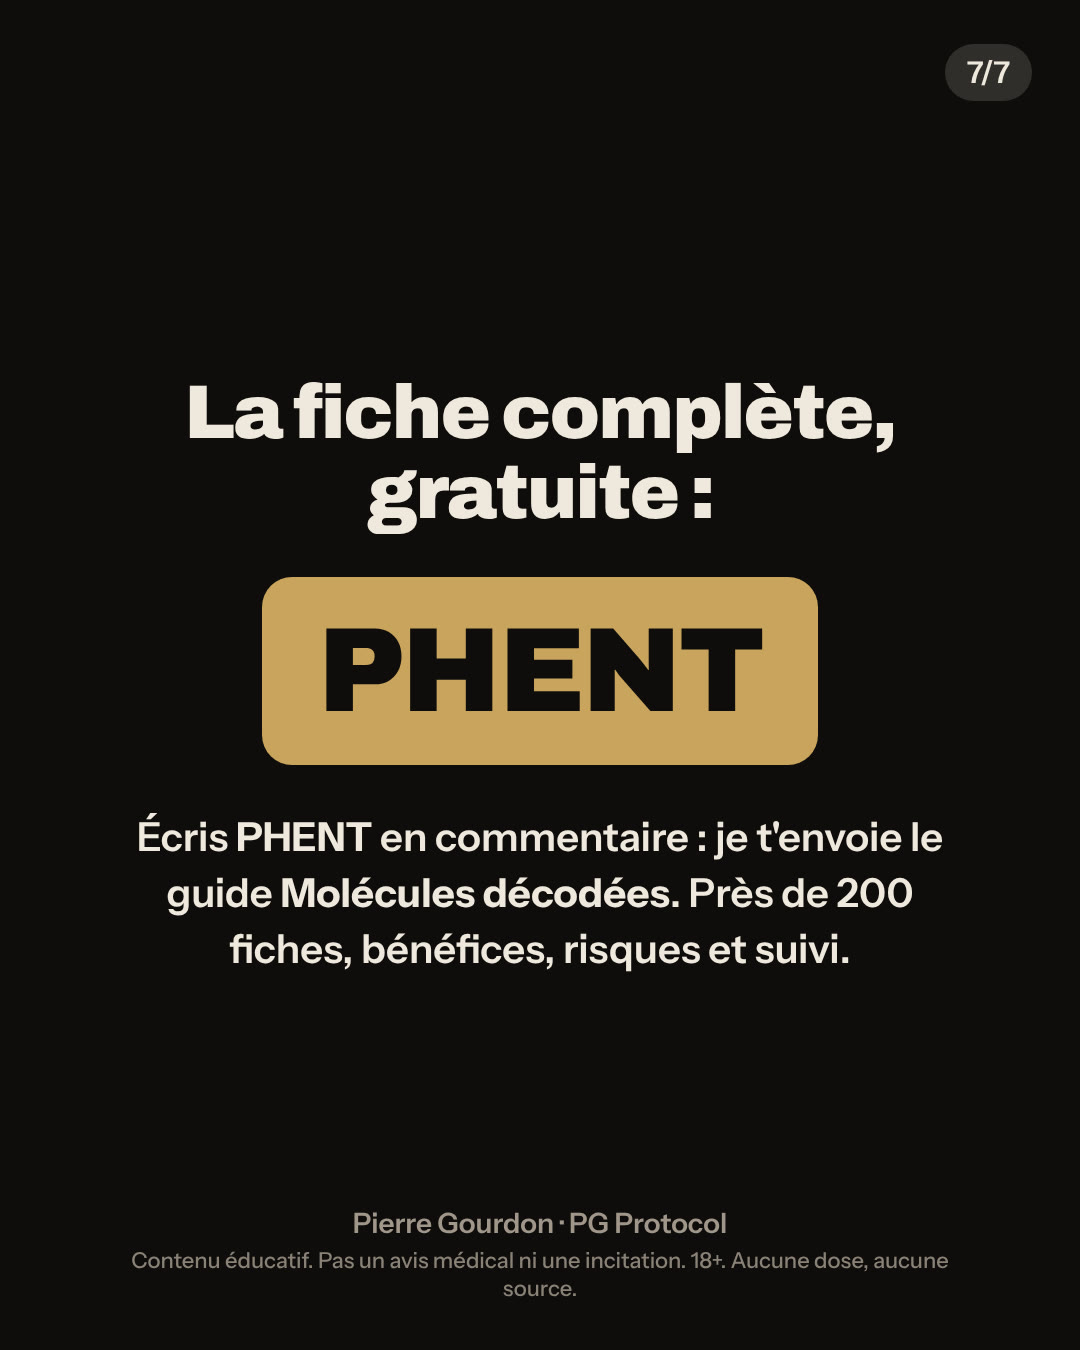 7/7
La fiche complète,
gratuite :
PHENT
Écris PHENT en commentaire : je t'envoie le
guide Molécules décodées. Près de 200
fiches, bénéfices, risques et suivi.
Pierre Gourdon · PG Protocol
Contenu éducatif. Pas un avis médical ni une incitation. 18+. Aucune dose, aucune
source.